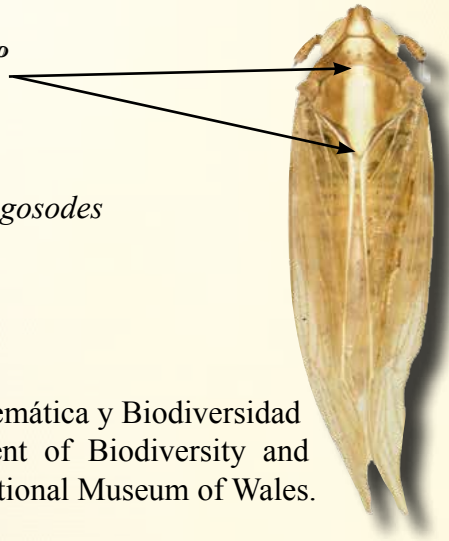 o
gosodes
emática y Biodiversidad
ent of Biodiversity and
tional Museum of Wales.